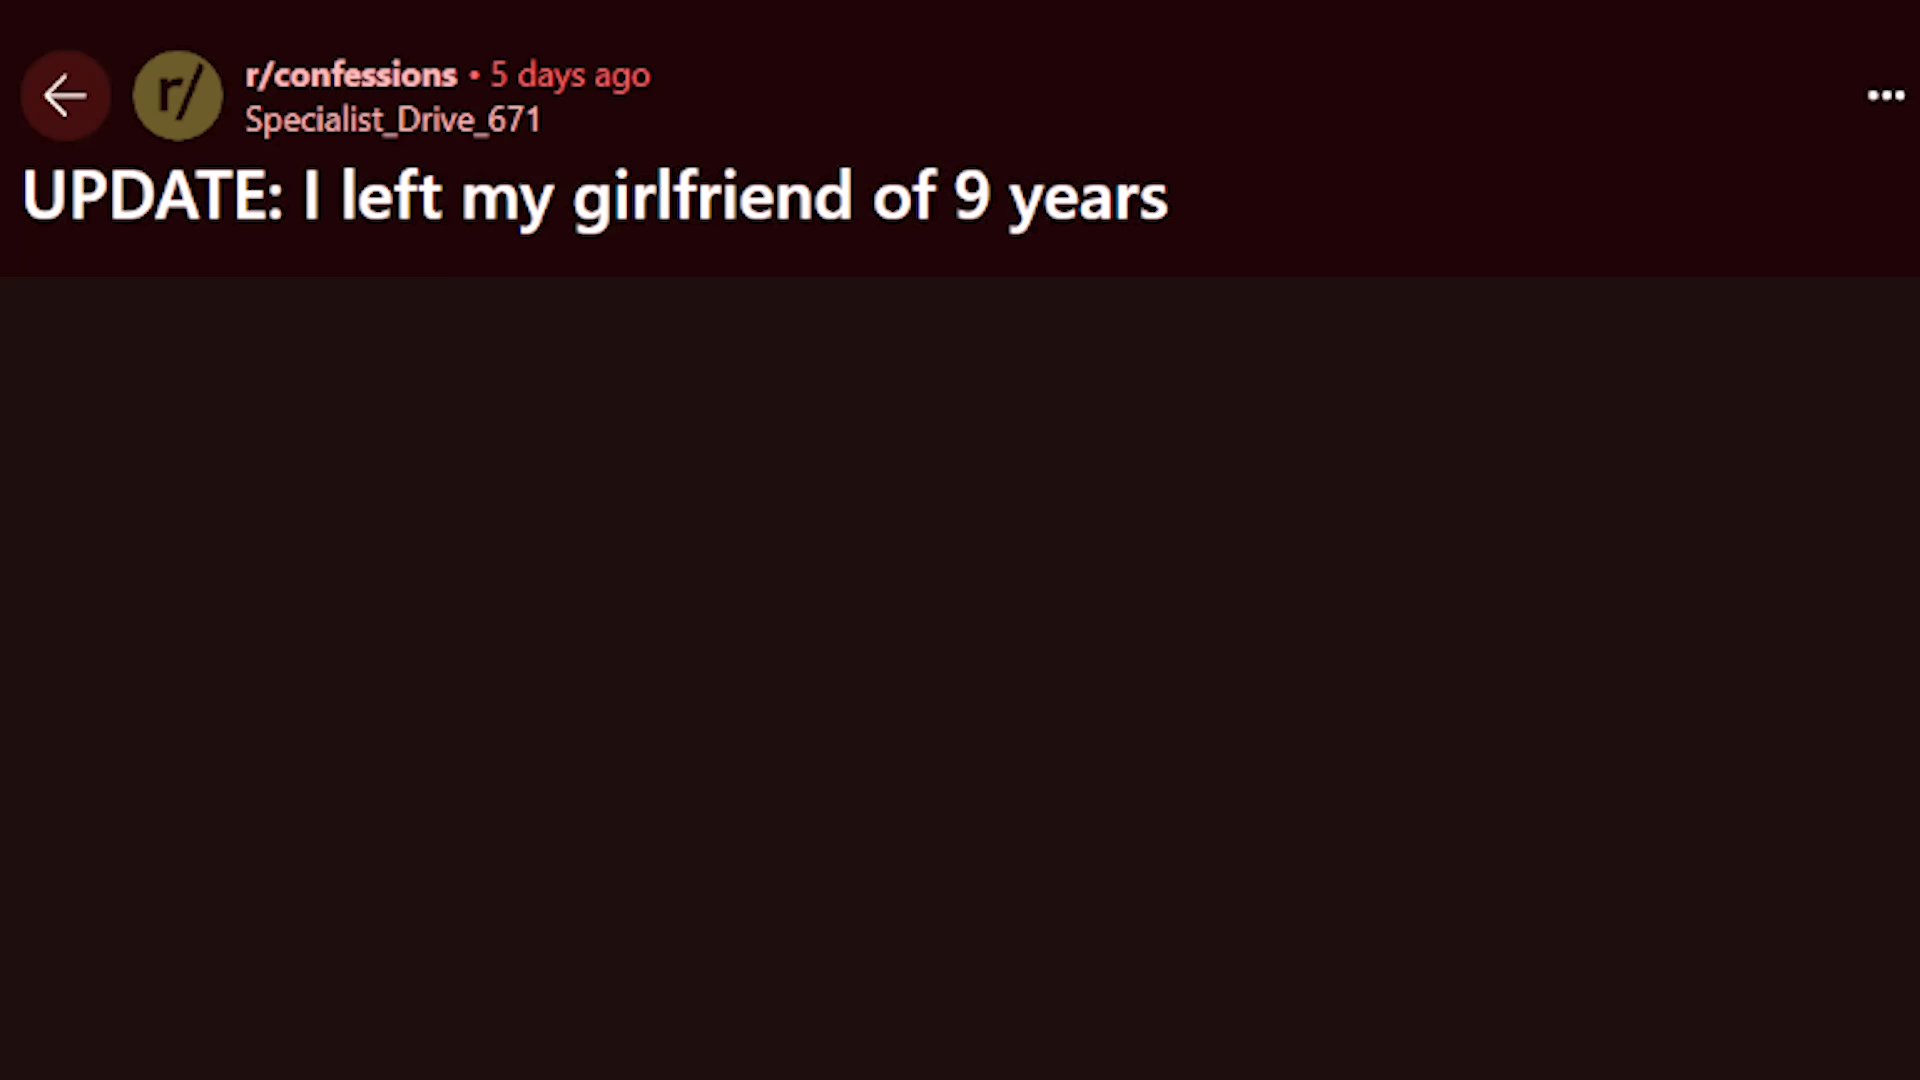 r/
r/confessions • 5 days ago
Specialist_Drive_671
UPDATE: I left my girlfriend of 9 years